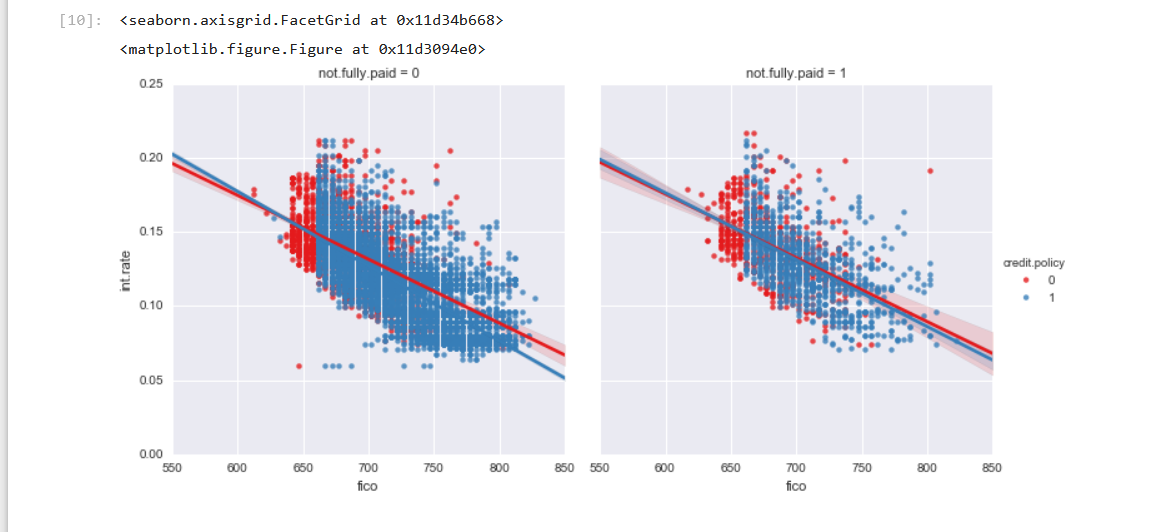 [10]: <seaborn.axisgrid.FacetGrid at 0x11d34b668>
<matplotlib.figure.Figure at 0x11d3094e0>
not.fully.paid = 0
not.fully.paid = 1
0.25
0.20
0.15
0.10
0.05
0.00
int.rate
550 600 650 700 750 800 850
fico
550 600 650 700 750 800 850
fico
credit.policy
0
1